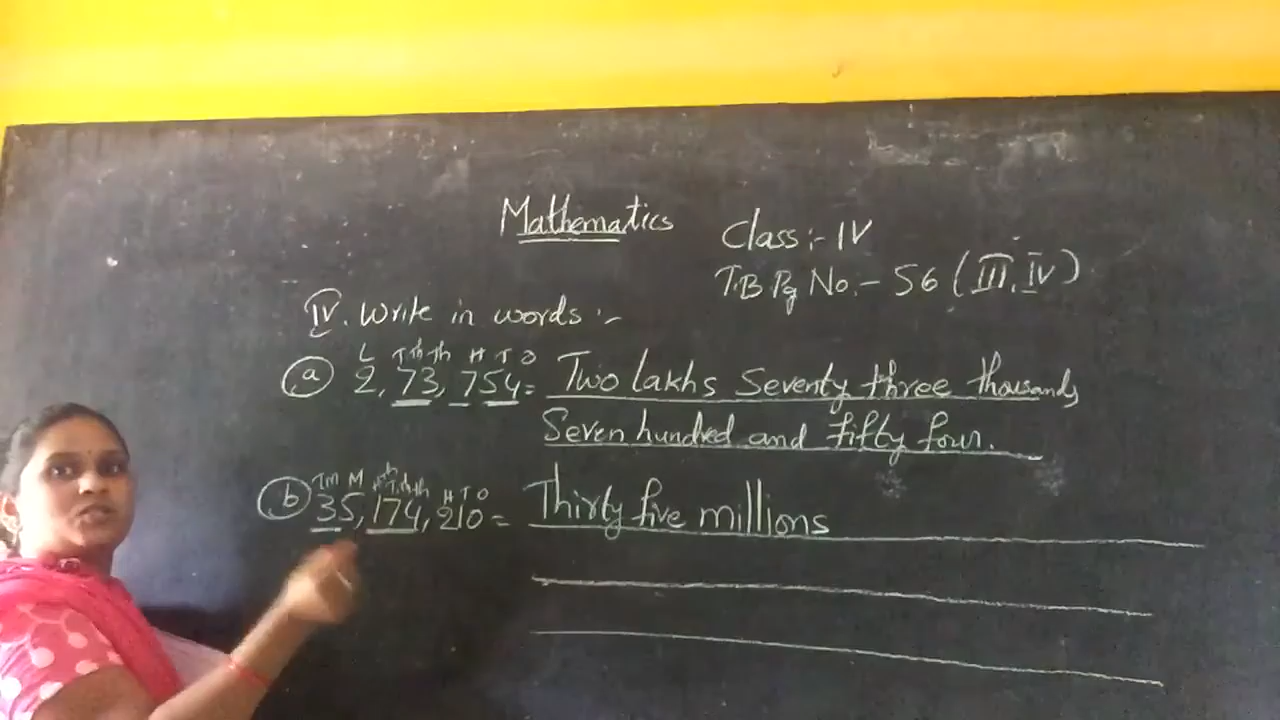 Mathematics
Class:- IV
T.B Pg No.- 56 (III, IV)
IV. Write in words :-
L T.th th H T O
(a) 2, 73, 754 = Two lakhs Seventy three thousands
Seven hundred and fifty four.
Tm M H.th T.th th H T O
(b) 35, 174, 210 = Thirty five millions